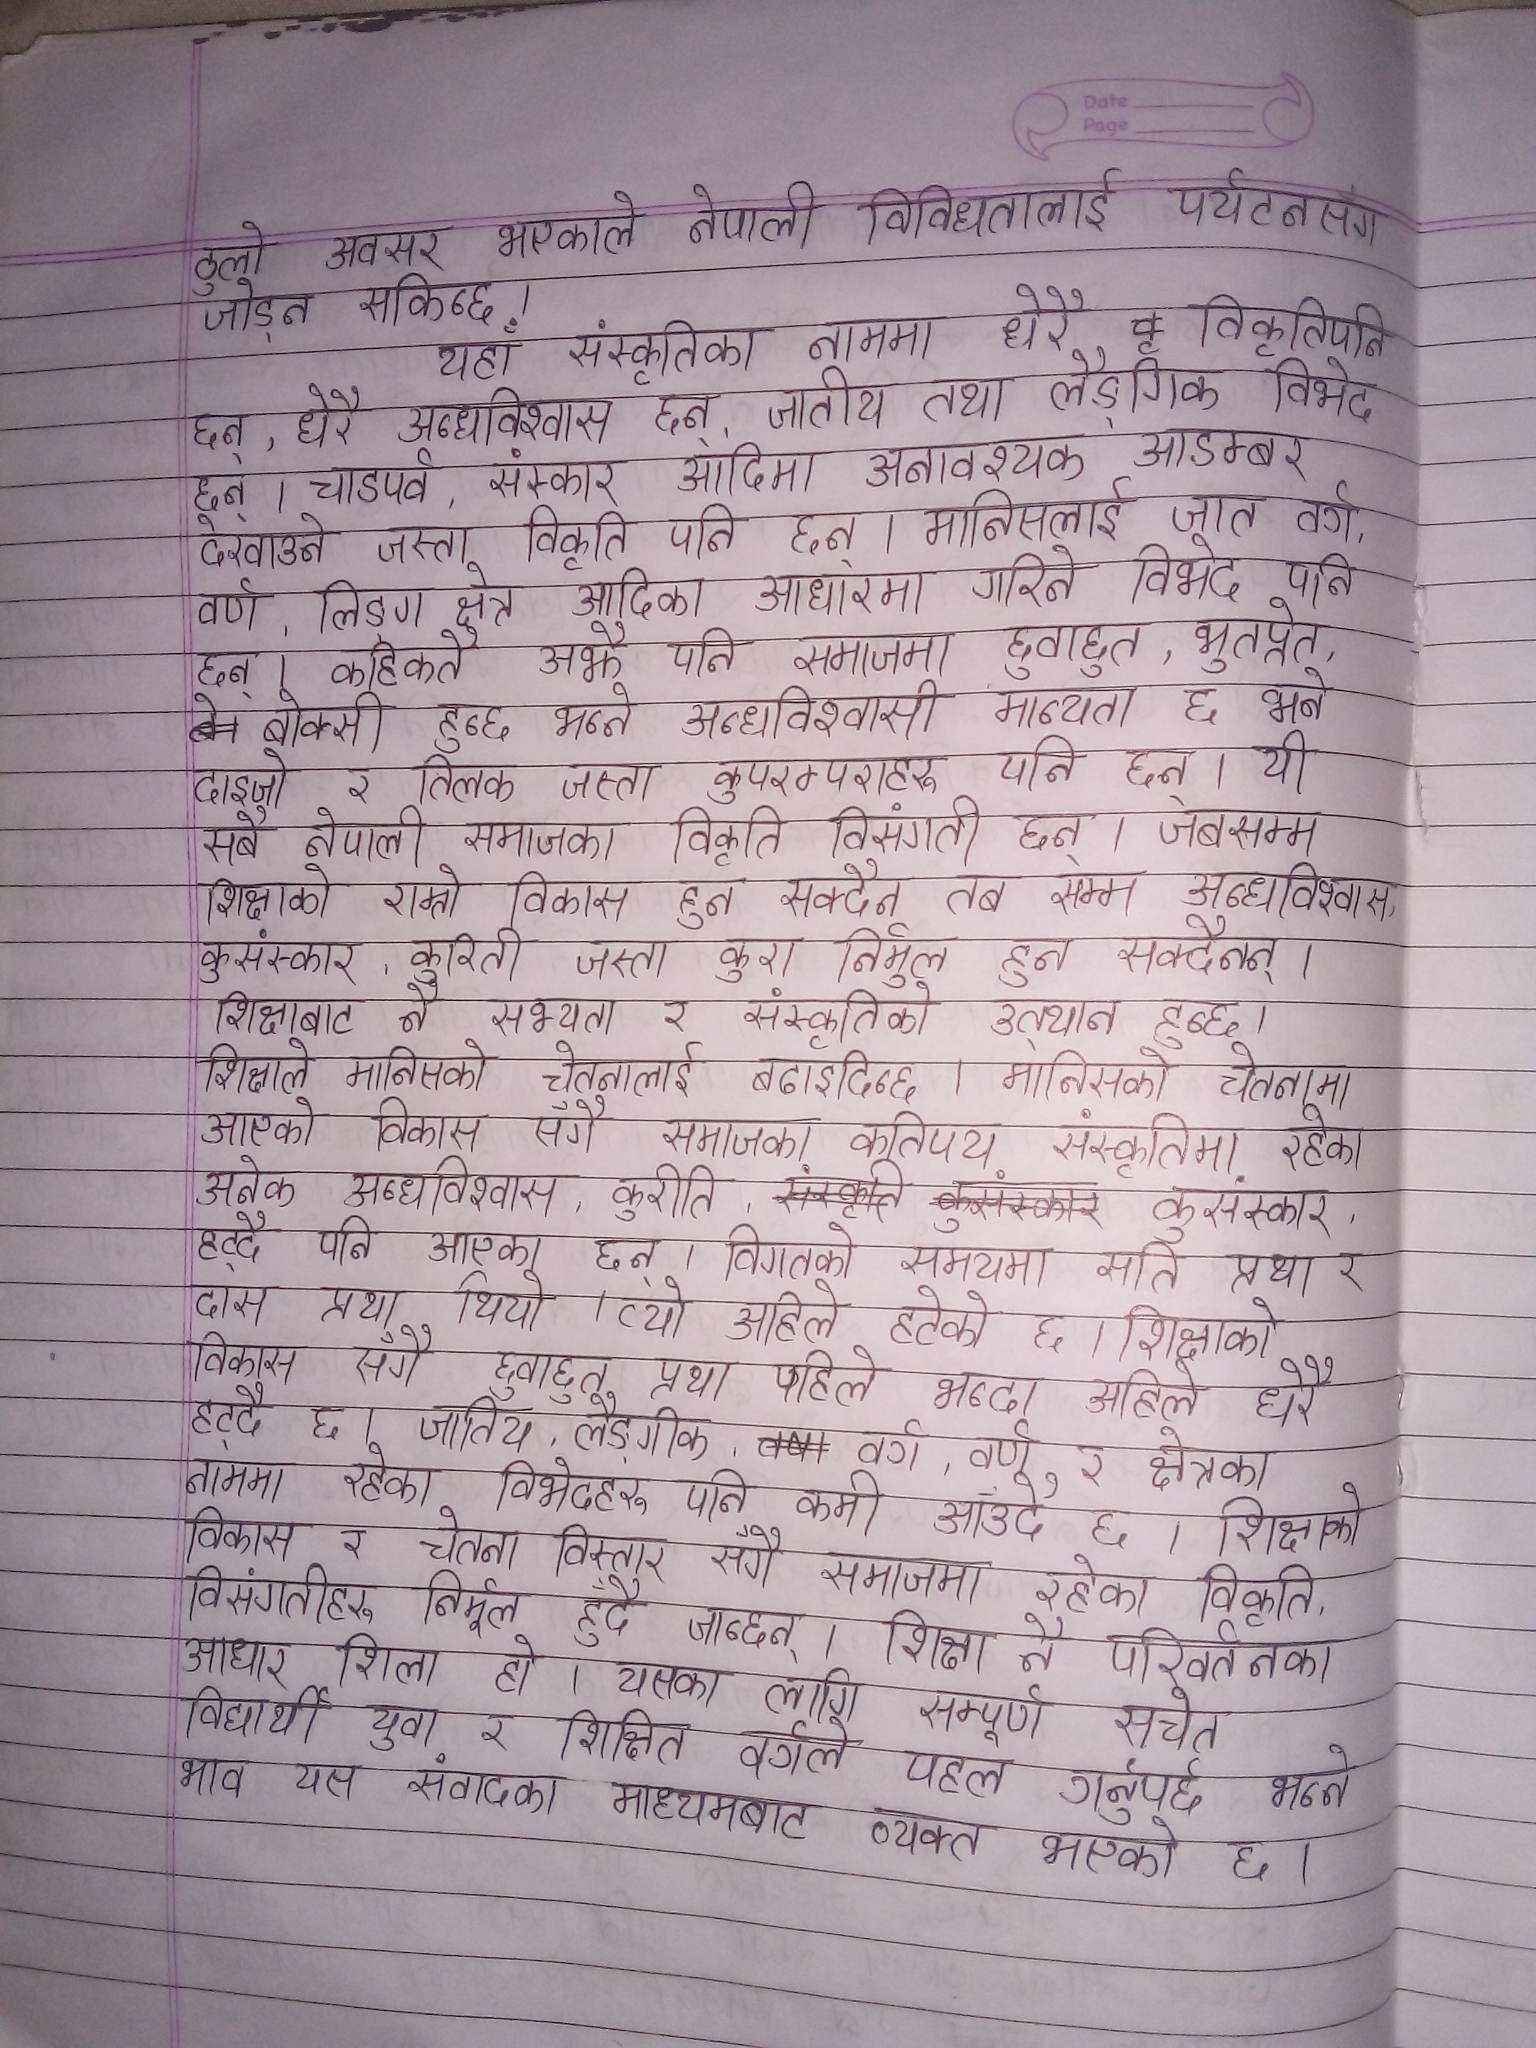 Date
Page
ठुलो अवसर भएकाले नेपाली विविधतालाई पर्यटनसँग
जोड्न सकिन्छ।
यहाँ संस्कृतिका नाममा धेरै विकृतिपनि
छन्, धेरै अन्धविश्वास छन्, जातीय तथा लैङ्गिक विभेद
छन्। चाडपर्व, संस्कार आदिमा अनावश्यक आडम्बर
देखाउने जस्ता विकृति पनि छन्। मानिसलाई जात वर्ग,
वर्ण, लिङ्ग क्षेत्र आदिका आधारमा गरिने विभेद पनि
छन्। कहिकतै अझै पनि समाजमा छुवाछुत, भुतप्रेत,
बोक्सी हुन्छ भन्ने अन्धविश्वासी मान्यता छ भने
दाइजो र तिलक जस्ता कुपरम्पराहरु पनि छन्। यी
सबै नेपाली समाजका विकृति विसंगती छन्। जबसम्म
शिक्षाको राम्रो विकास हुन सक्दैन तब सम्म अन्धविश्वास,
कुसंस्कार, कुरिती जस्ता कुरा निर्मुल हुन सक्दैनन्।
शिक्षाबाट नै सभ्यता र संस्कृतिको उत्थान हुन्छ।
शिक्षाले मानिसको चेतनालाई बढाइदिन्छ। मानिसको चेतनामा
आएको विकास सँगै समाजका कतिपय संस्कृतिमा रहेका
अनेक अन्धविश्वास, कुरीति, संस्कृति कुसंस्कार कुसंस्कार,
हट्दै पनि आएका छन्। विगतको समयमा सति प्रथा र
दास प्रथा थियो। त्यो अहिले हटेको छ। शिक्षाको
विकास सँगै छुवाछुत प्रथा पहिले भन्दा अहिले धेरै
हट्दै छ। जातिय, लैङ्गीक, वर्ग, वर्ण, र क्षेत्रका
नाममा रहेका विभेदहरु पनि कमी आँउदै छ। शिक्षाको
विकास र चेतना विस्तार सँगै समाजमा रहेका विकृति,
विसंगतीहरु निर्मूल हुँदै जान्छन्। शिक्षा नै परिवर्तनका
आधार शिला हो। यसका लागि सम्पूर्ण सचेत
विद्यार्थी युवा र शिक्षित वर्गले पहल गर्नुपर्छ भन्ने
भाव यस संवादका माध्यमबाट व्यक्त भएको छ।